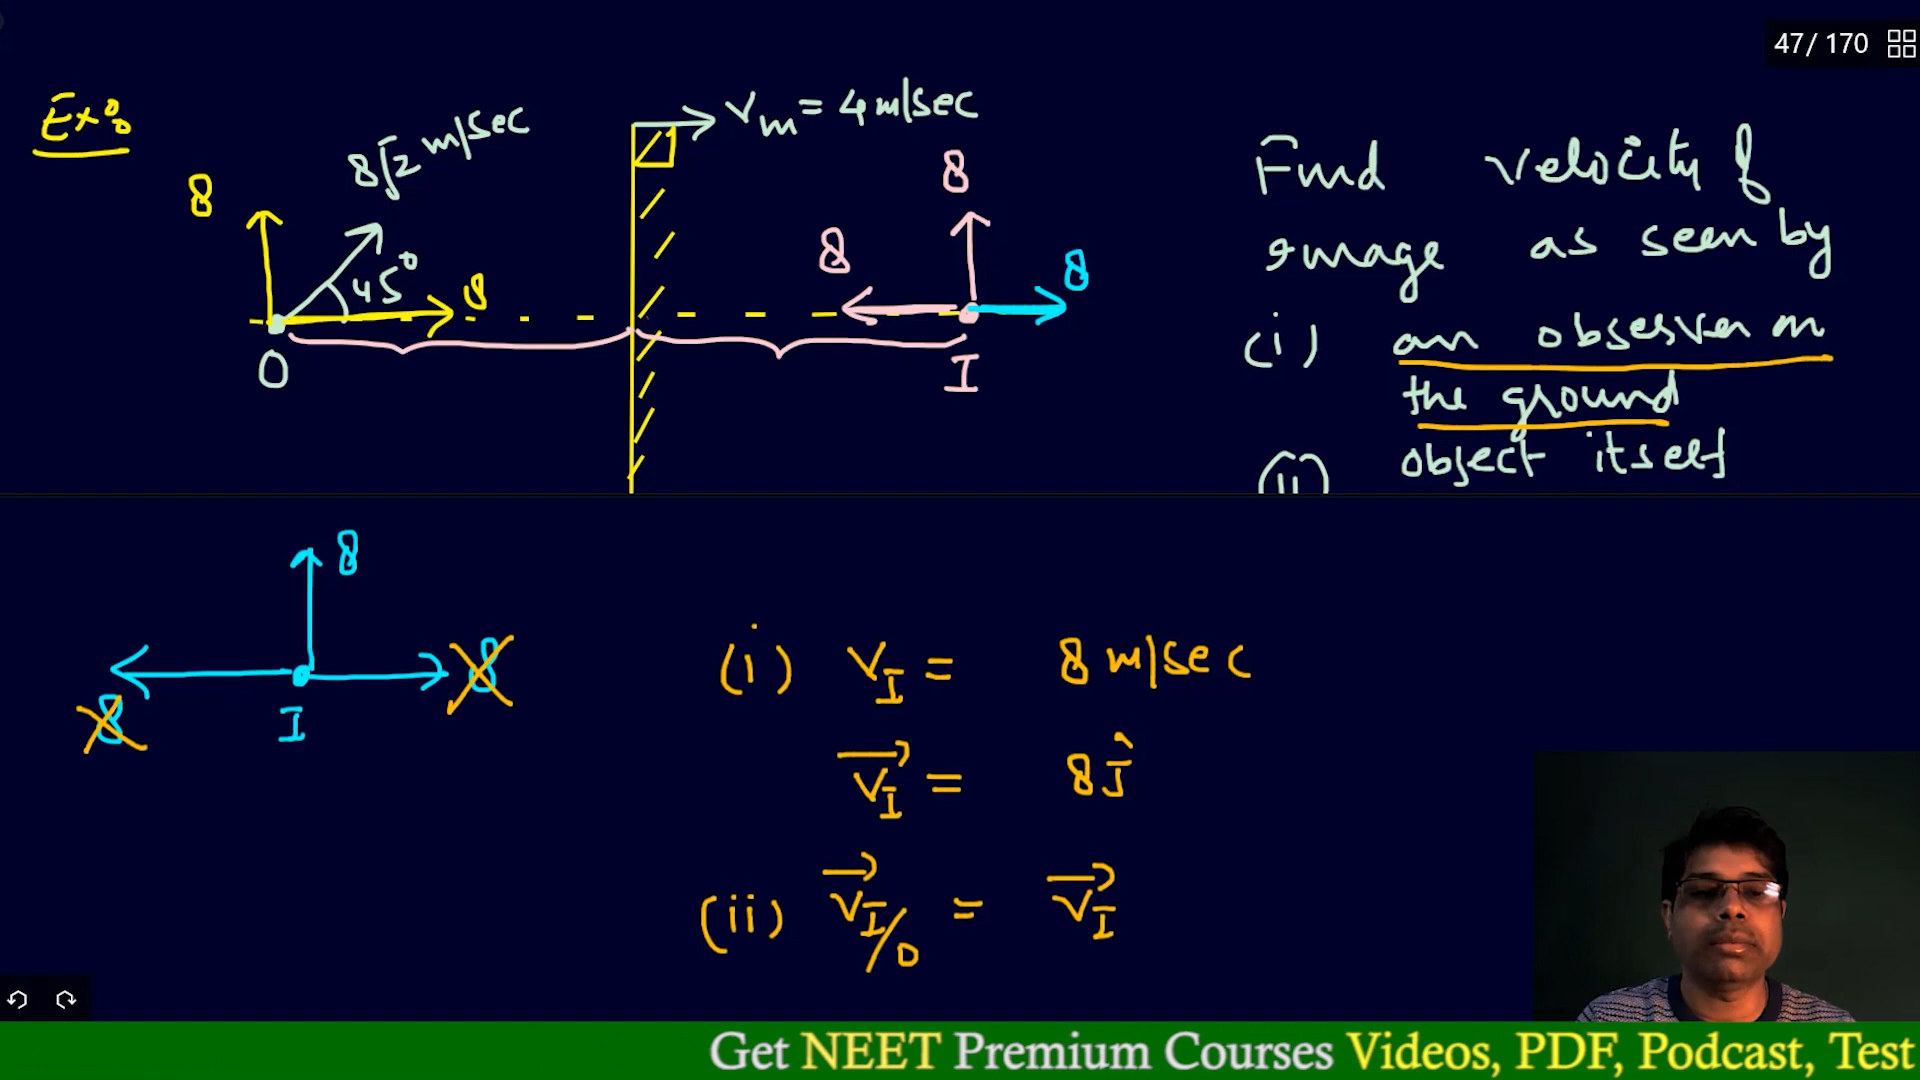 47/ 170
Ex:
8√2 m/sec
Vm = 4 m/sec
8
8
45°
8
8
8
O
I
Find velocity of
image as seen by
(i) an observer on
the ground
(ii) object itself
8
8
8
I
(i) VI = 8 m/sec
VI = 8ĵ
(ii) VI/O = VI
Get NEET Premium Courses Videos, PDF, Podcast, Test